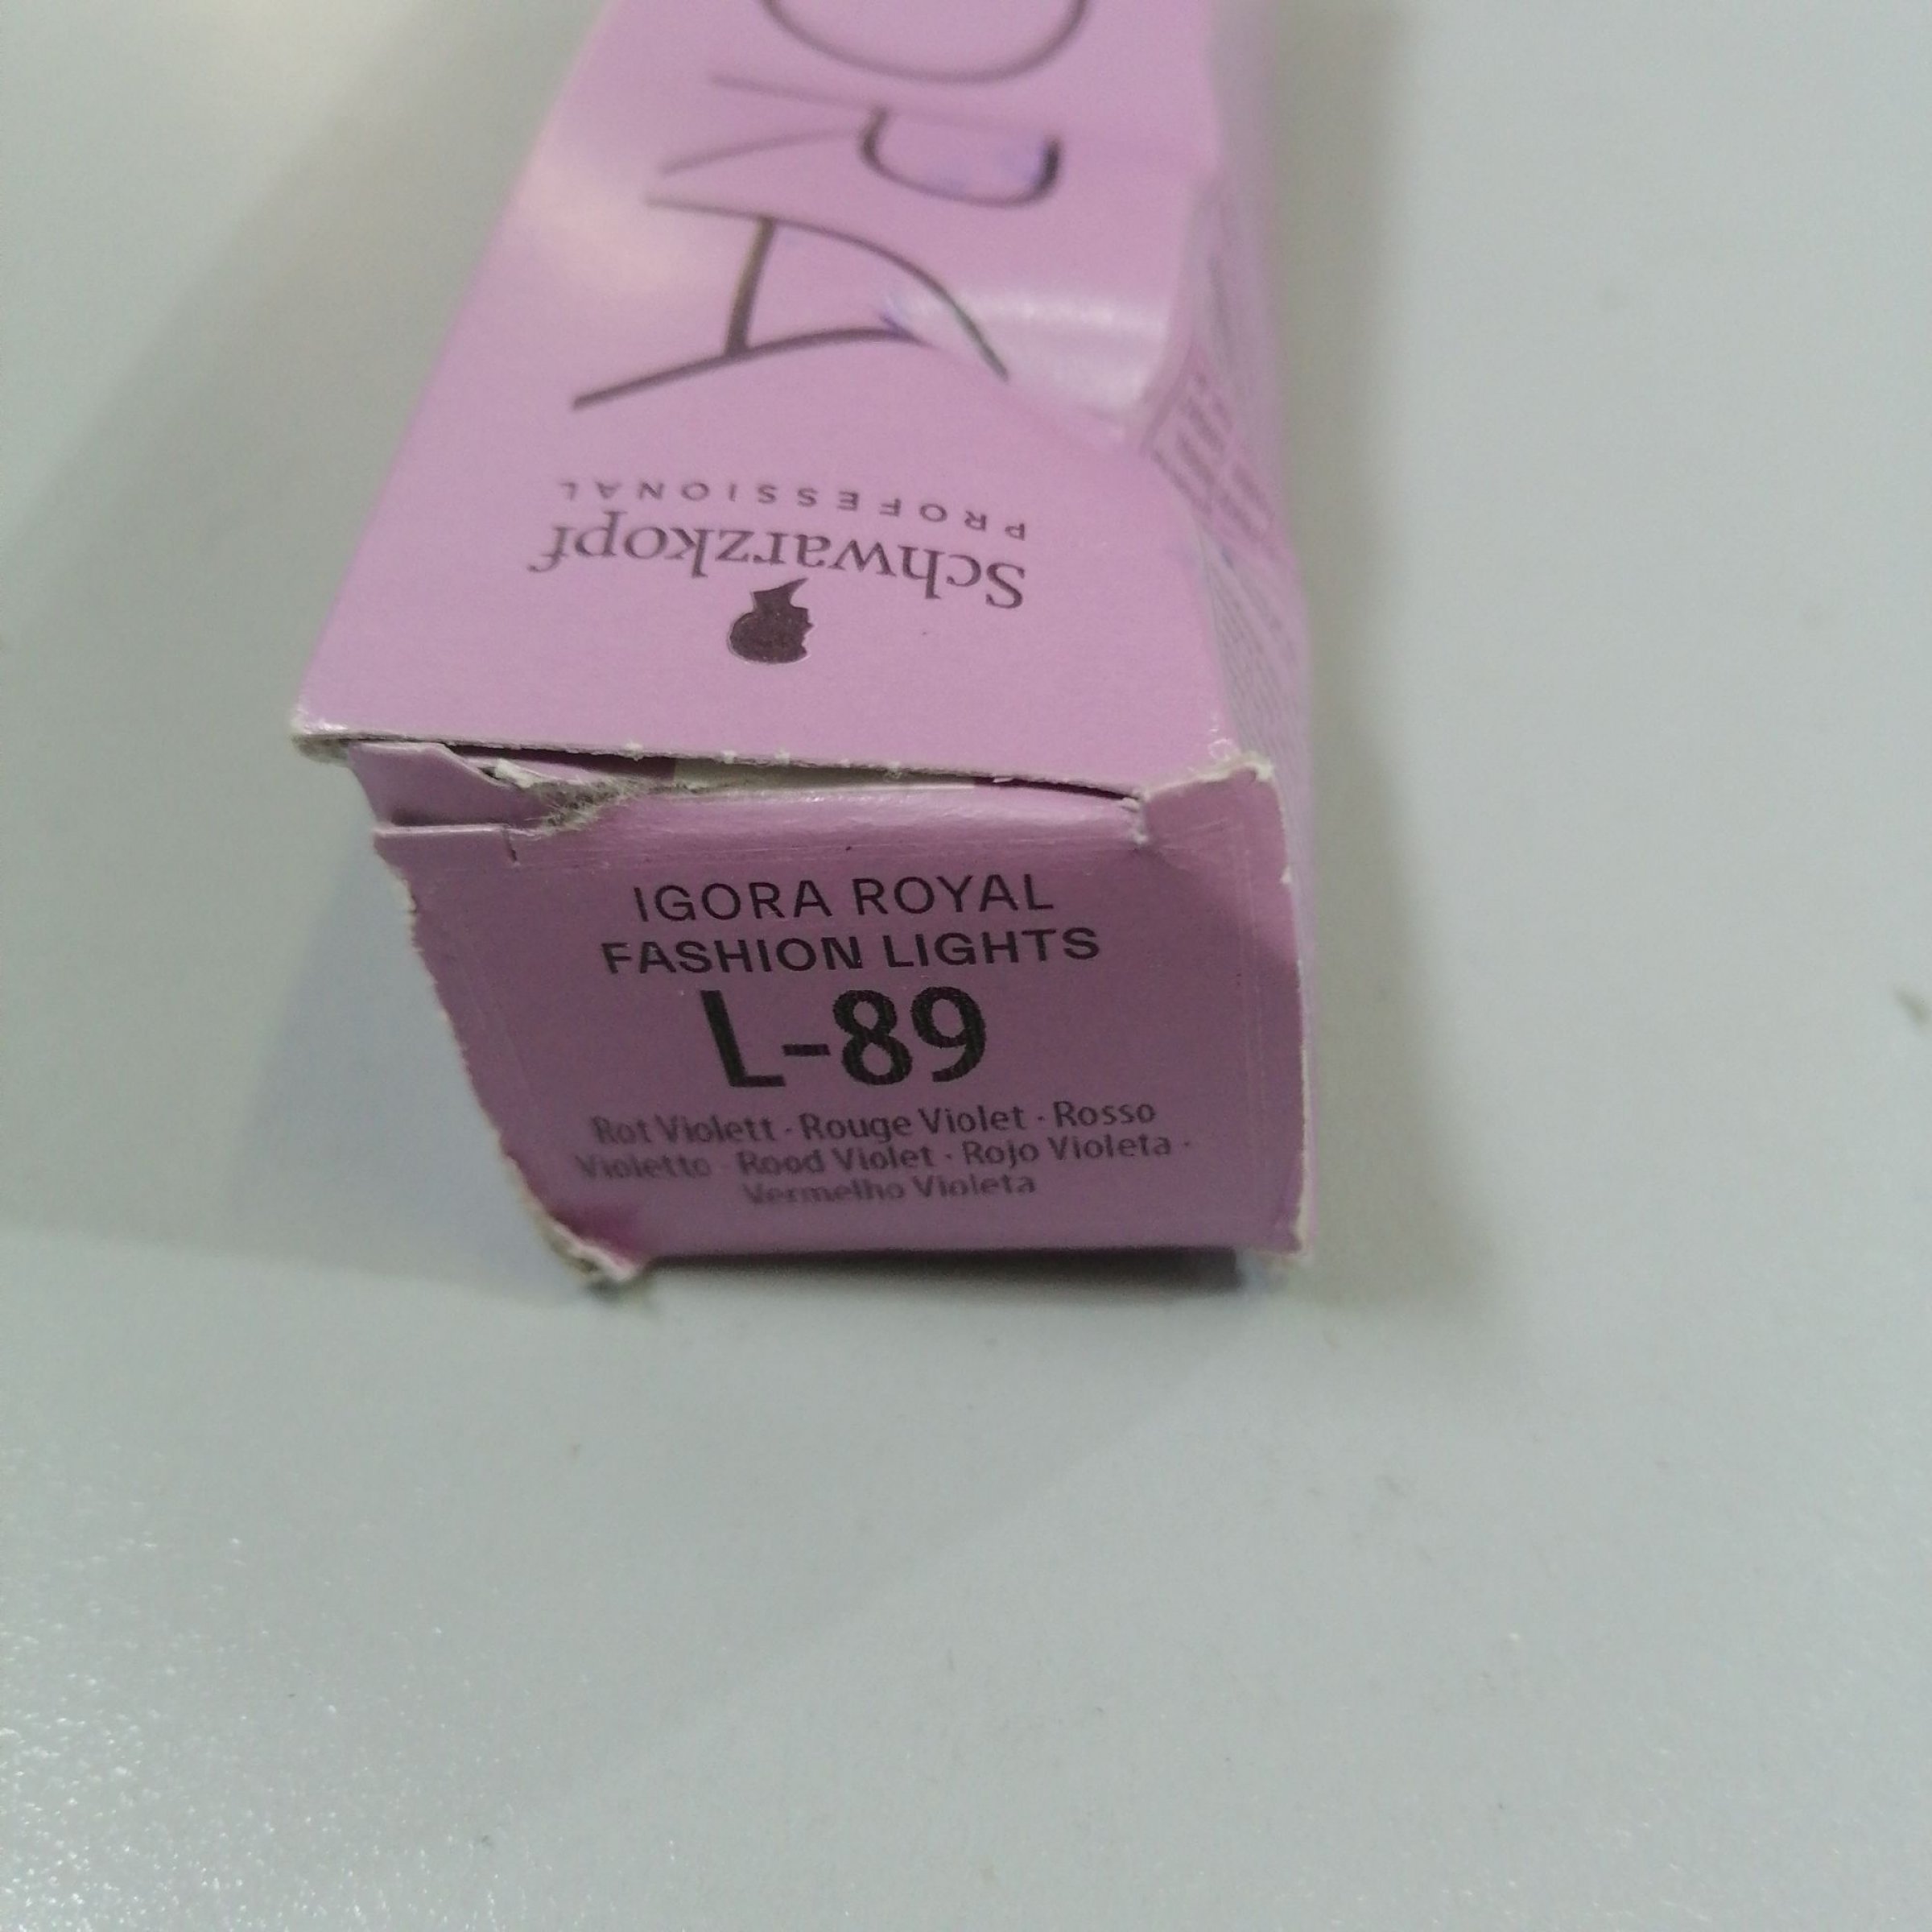 ORA
Schwarzkopf
PROFESSIONAL
IGORA ROYAL
FASHION LIGHTS
L-89
Rot Violett · Rouge Violet · Rosso
Violetto · Rood Violet · Rojo Violeta ·
Vermelho Violeta